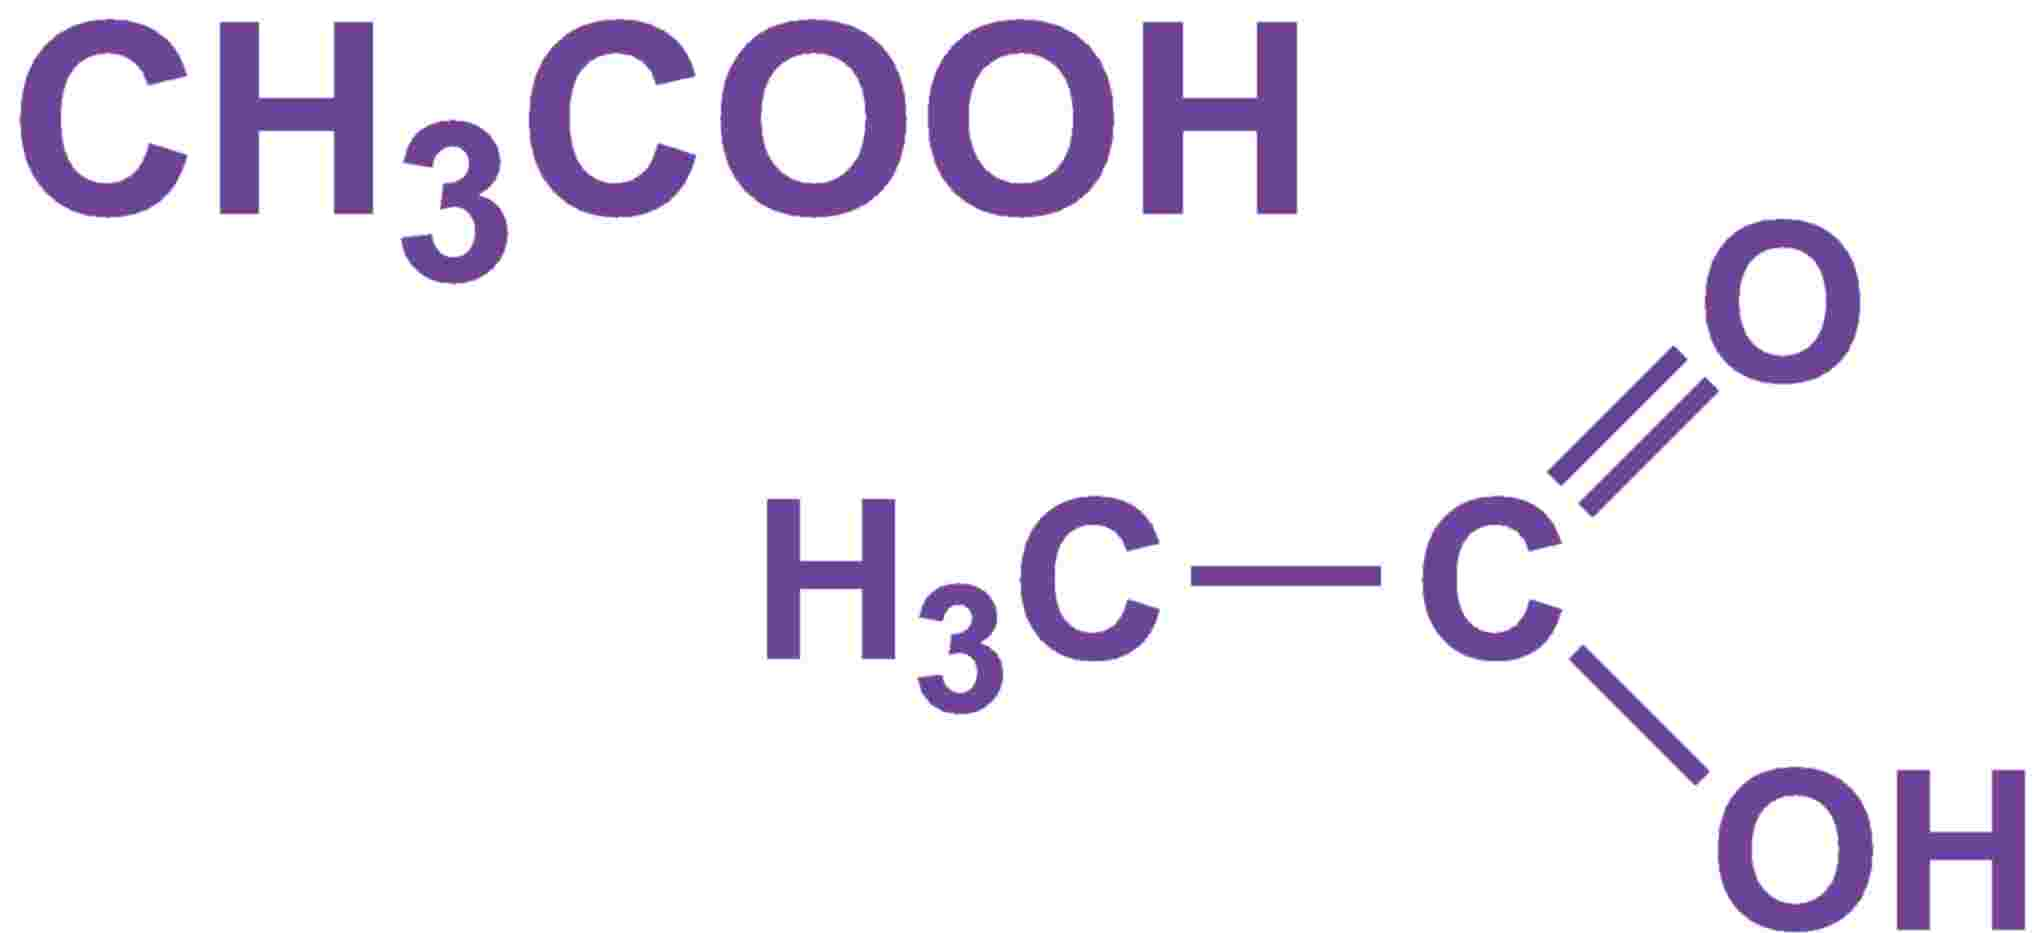 CH₃COOH
O
H₃C — C
OH